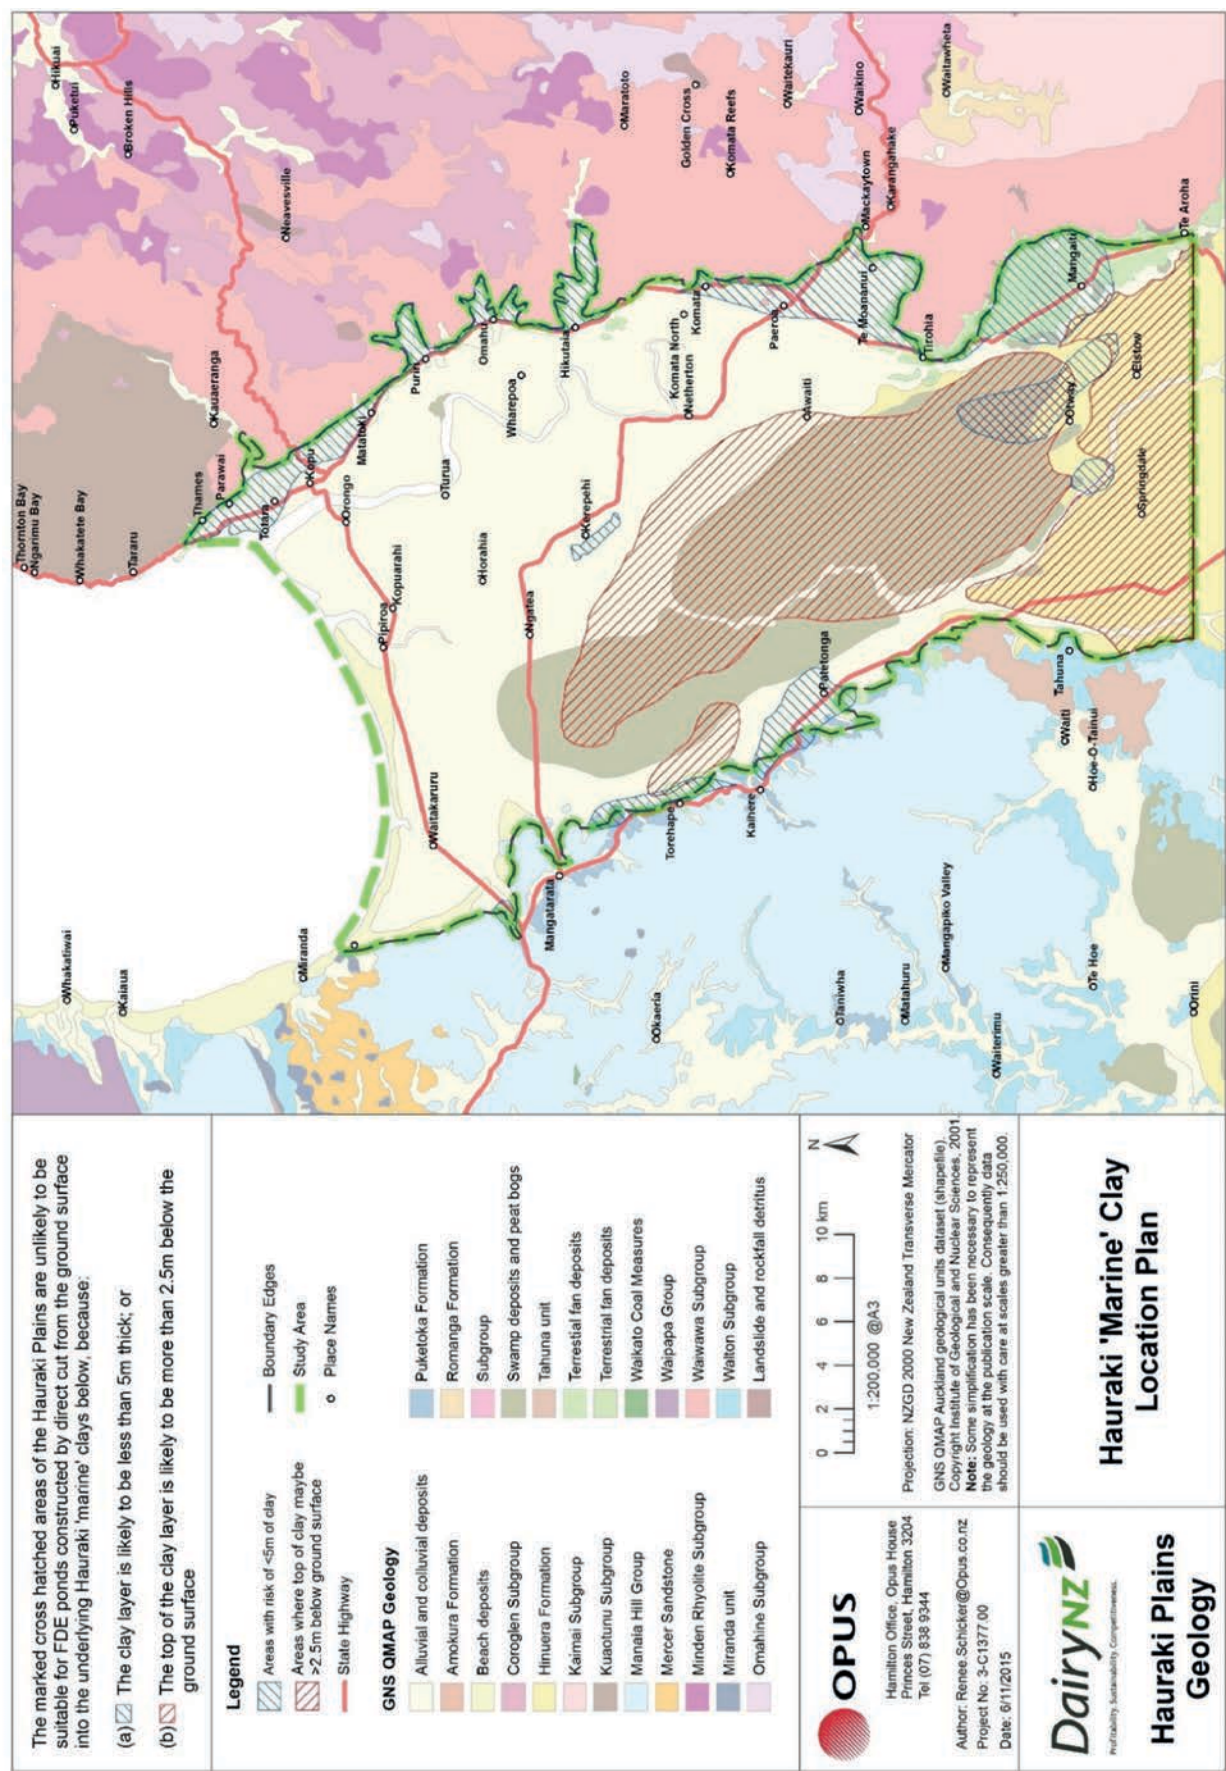 The marked cross hatched areas of the Hauraki Plains are unlikely to be
suitable for FDE ponds constructed by direct cut from the ground surface
into the underlying Hauraki 'marine' clays below, because:
(a) The clay layer is likely to be less than 5m thick; or
(b) The top of the clay layer is likely to be more than 2.5m below the
ground surface
Legend
Areas with risk of <5m of clay
Areas where top of clay maybe
>2.5m below ground surface
State Highway
Boundary Edges
Study Area
Place Names
GNS QMAP Geology
Alluvial and colluvial deposits
Amokura Formation
Beach deposits
Coroglen Subgroup
Hinuera Formation
Kaimai Subgroup
Kuaotunu Subgroup
Manaia Hill Group
Mercer Sandstone
Minden Rhyolite Subgroup
Miranda unit
Omahine Subgroup
Puketoka Formation
Romanga Formation
Subgroup
Swamp deposits and peat bogs
Tahuna unit
Terrestial fan deposits
Terrestrial fan deposits
Waikato Coal Measures
Waipapa Group
Waiwawa Subgroup
Walton Subgroup
Landslide and rockfall detritus
OPUS
Hamilton Office, Opus House
Princes Street, Hamilton 3204
Tel (07) 838 9344
Author: Renee.Schicker@Opus.co.nz
Project No: 3-C1377.00
Date: 6/11/2015
0 2 4 6 8 10 km
N
1:200,000 @A3
Projection: NZGD 2000 New Zealand Transverse Mercator
GNS QMAP Auckland geological units dataset (shapefile).
Copyright Institute of Geological and Nuclear Sciences, 2001.
Note: Some simplification has been necessary to represent
the geology at the publication scale. Consequently data
should be used with care at scales greater than 1:250,000.
DairyNZ
Profitability. Sustainability. Competitiveness.
Hauraki Plains
Geology
Hauraki 'Marine' Clay
Location Plan
Whakatiwai
Kaiaua
Miranda
Thornton Bay
Ngarimu Bay
Whakatete Bay
Tararu
Thames
Parawai
Kauaeranga
Totara
Kopu
Matatoki
Orongo
Pipiroa
Kopuarahi
Waitakaruru
Hikuai
Puketui
Broken Hills
Neavesville
Puriri
Omahu
Hikutaia
Wharepoa
Turua
Horahia
Ngatea
Kerepehi
Mangatarata
Torehape
Kaihere
Patetonga
Komata North
Netherton
Komata
Paeroa
Awaiti
Te Moananui
Tirohia
Mackaytown
Karangahake
Maratoto
Golden Cross
Komata Reefs
Waitekauri
Waikino
Waitawheta
Mangaiti
Te Aroha
Elstow
Otway
Springdale
Tahuna
Waiti
Hoe-O-Tainui
Okaeria
Taniwha
Matahuru
Mangapiko Valley
Waiterimu
Te Hoe
Orini